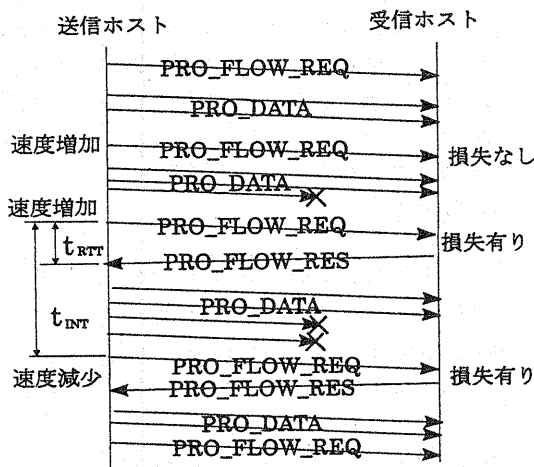 送信ホスト
受信ホスト
PRO_FLOW_REQ
PRO_DATA
速度増加
PRO_FLOW_REQ
損失なし
PRO_DATA
速度増加
PRO_FLOW_REQ
損失有り
tRTT
PRO_FLOW_RES
PRO_DATA
tINT
PRO_FLOW_REQ
速度減少
PRO_FLOW_RES
損失有り
PRO_DATA
PRO_FLOW_REQ